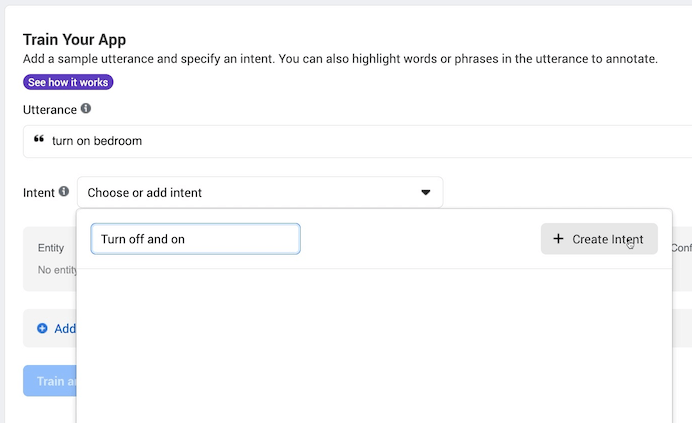 Train Your App
Add a sample utterance and specify an intent. You can also highlight words or phrases in the utterance to annotate.
See how it works
Utterance
turn on bedroom
Intent
Choose or add intent
Turn off and on
+ Create Intent
Entity
No entity
Conf
Add
Train a